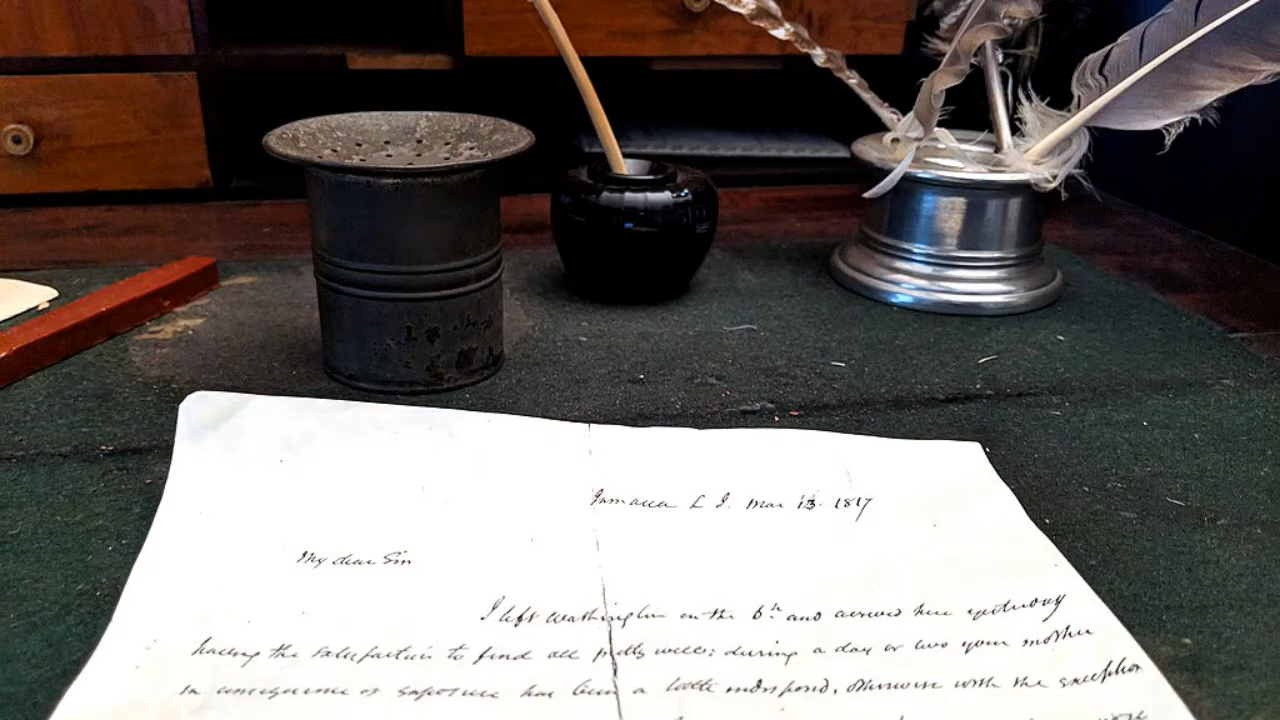 Jamaica L I. Mar 13. 1817
My dear Sir
I left Washington on the 6th and arrived here yesterday
having the satisfaction to find all pretty well; during a day or two your mother
in consequence of exposure has been a little indisposed, otherwise with the exception